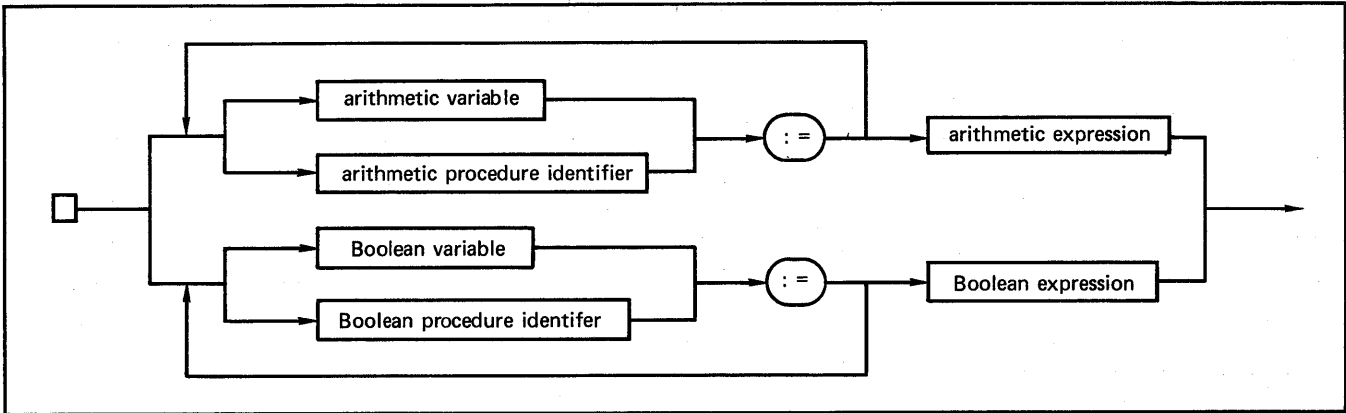 arithmetic variable
arithmetic procedure identifier
: =
arithmetic expression
Boolean variable
Boolean procedure identifer
: =
Boolean expression